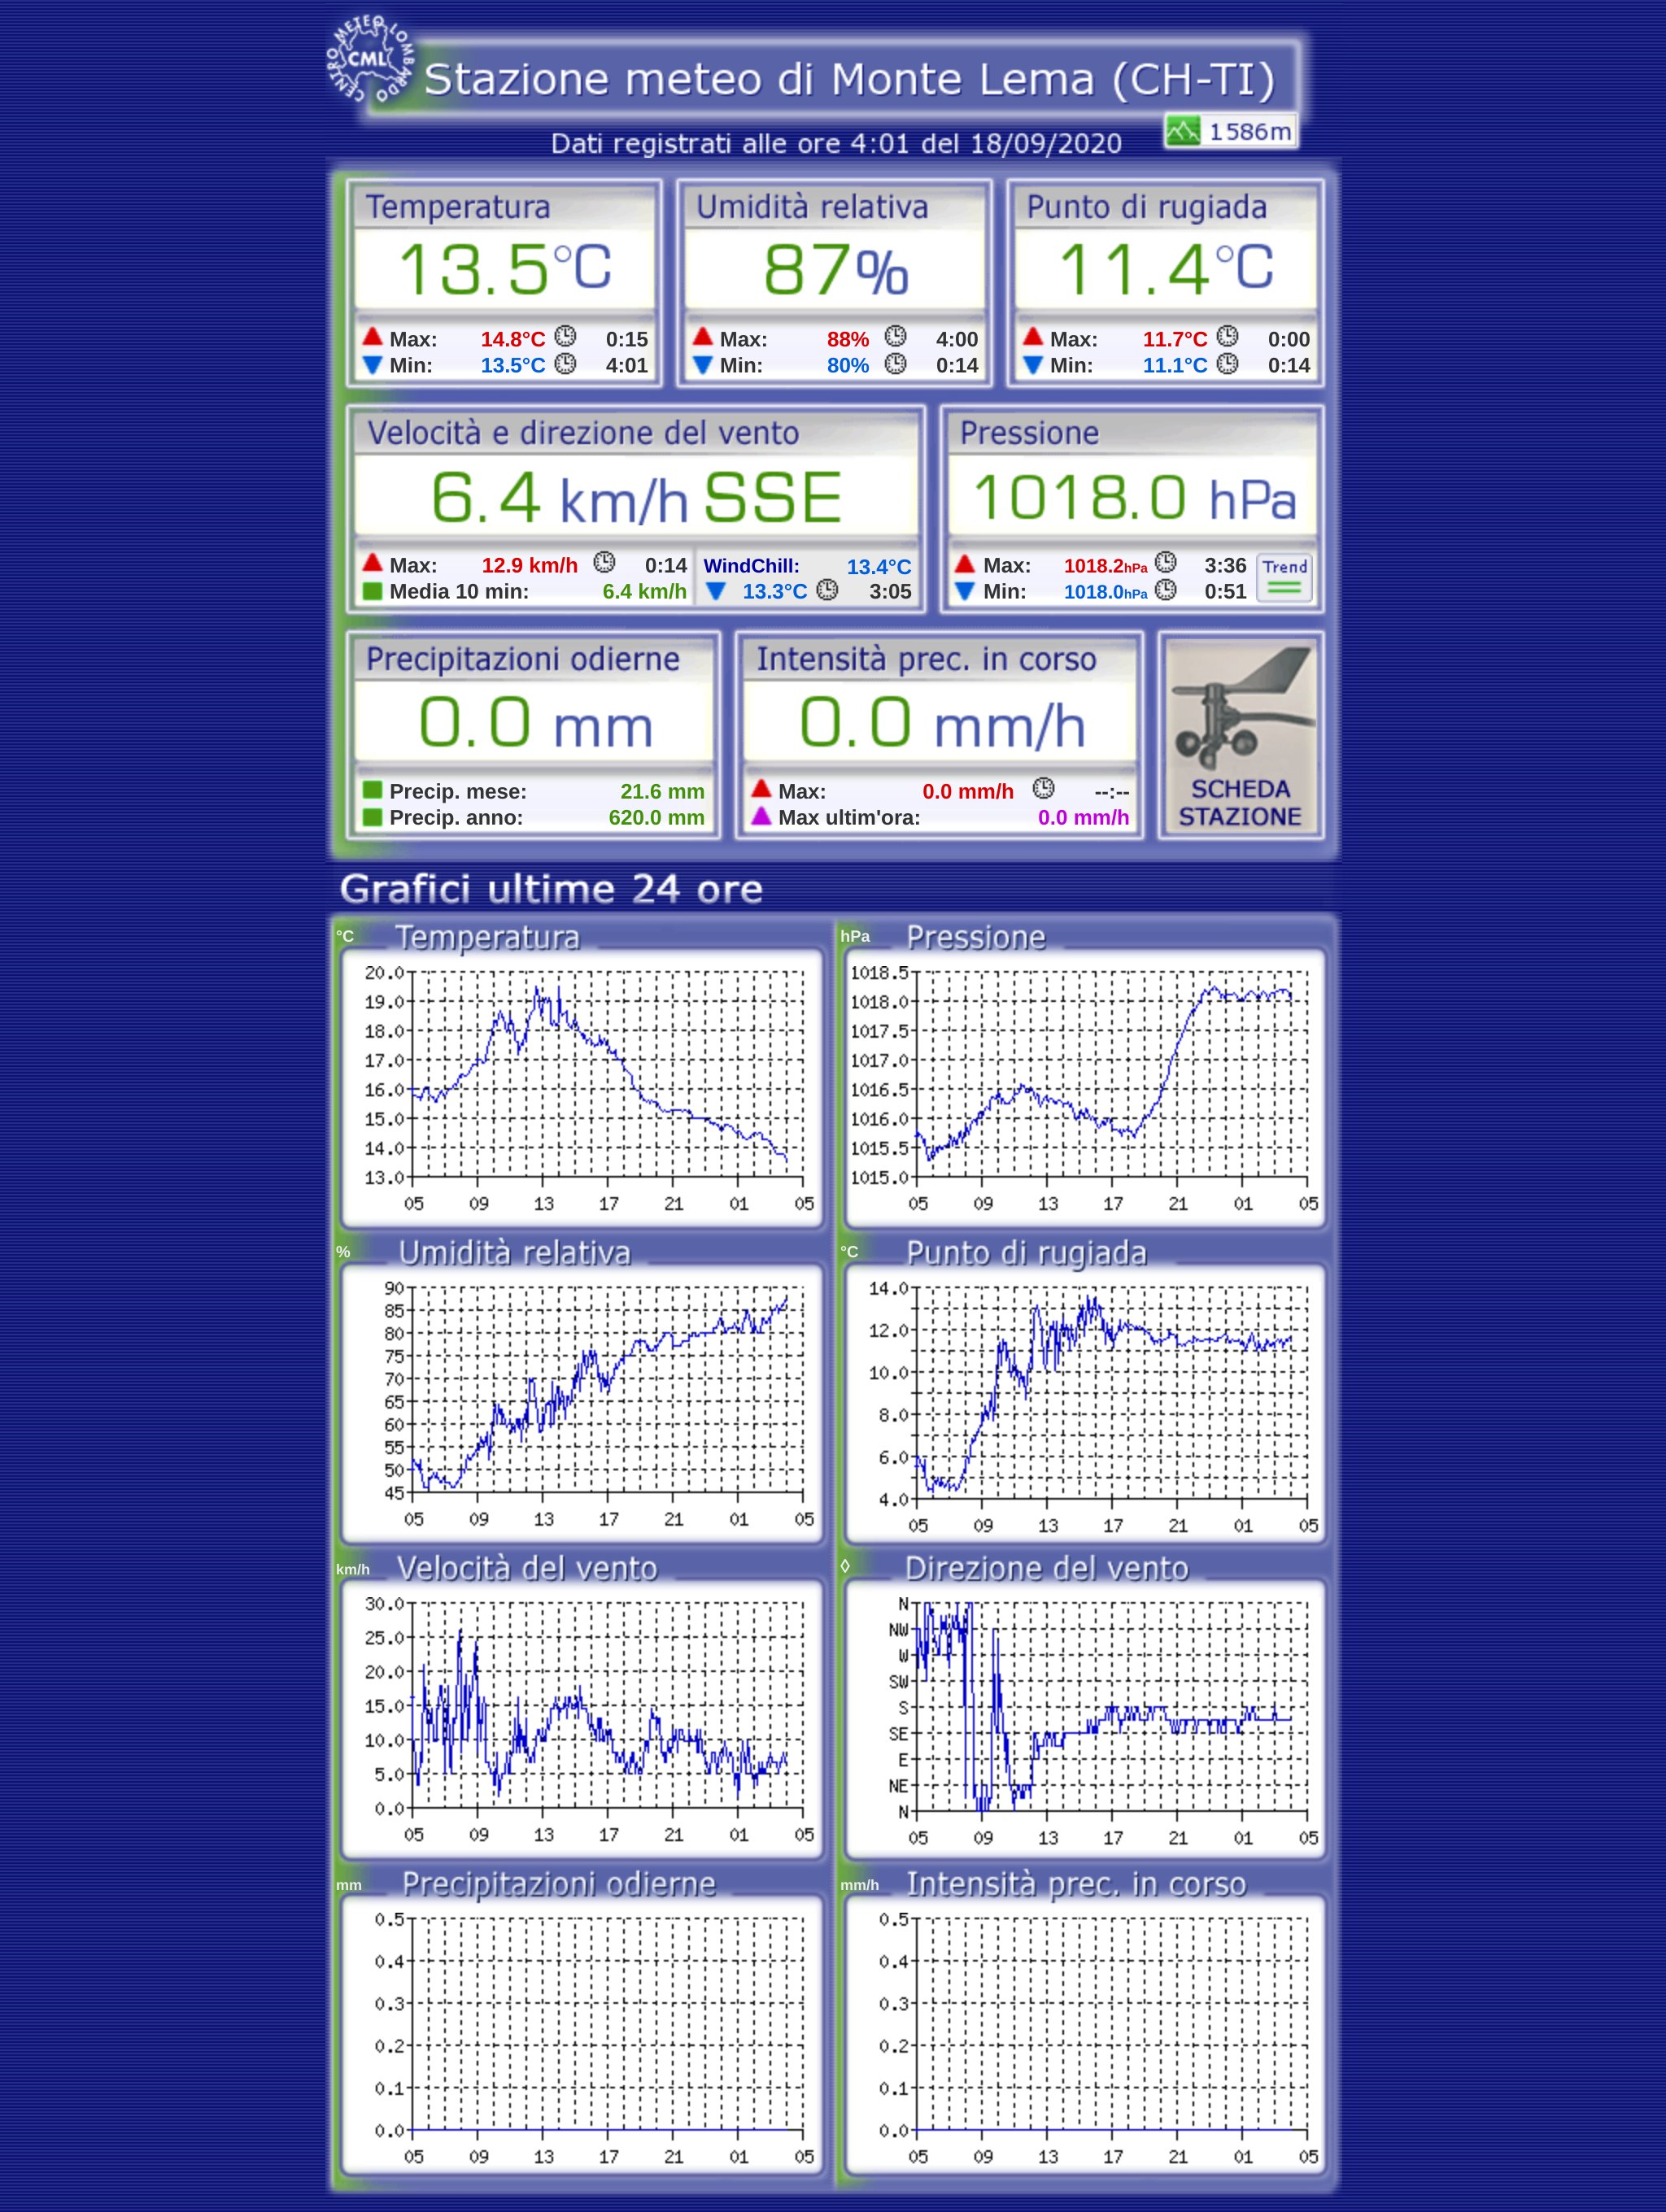 CENTRO METEO LOMBARDO
CML
Stazione meteo di Monte Lema (CH-TI)
1586m
Dati registrati alle ore 4:01 del 18/09/2020
Temperatura
13.5°C
Max: 14.8°C 0:15
Min: 13.5°C 4:01
Umidità relativa
87%
Max: 88% 4:00
Min: 80% 0:14
Punto di rugiada
11.4°C
Max: 11.7°C 0:00
Min: 11.1°C 0:14
Velocità e direzione del vento
6.4 km/h SSE
Max: 12.9 km/h 0:14
Media 10 min: 6.4 km/h
WindChill: 13.4°C
13.3°C 3:05
Pressione
1018.0 hPa
Max: 1018.2hPa 3:36
Min: 1018.0hPa 0:51
Trend
Precipitazioni odierne
0.0 mm
Precip. mese: 21.6 mm
Precip. anno: 620.0 mm
Intensità prec. in corso
0.0 mm/h
Max: 0.0 mm/h --:--
Max ultim'ora: 0.0 mm/h
SCHEDA
STAZIONE
Grafici ultime 24 ore
°C Temperatura
20.0
19.0
18.0
17.0
16.0
15.0
14.0
13.0
05 09 13 17 21 01 05
hPa Pressione
1018.5
1018.0
1017.5
1017.0
1016.5
1016.0
1015.5
1015.0
05 09 13 17 21 01 05
% Umidità relativa
90
85
80
75
70
65
60
55
50
45
05 09 13 17 21 01 05
°C Punto di rugiada
14.0
12.0
10.0
8.0
6.0
4.0
05 09 13 17 21 01 05
km/h Velocità del vento
30.0
25.0
20.0
15.0
10.0
5.0
0.0
05 09 13 17 21 01 05
◊ Direzione del vento
N
NW
W
SW
S
SE
E
NE
N
05 09 13 17 21 01 05
mm Precipitazioni odierne
0.5
0.4
0.3
0.2
0.1
0.0
05 09 13 17 21 01 05
mm/h Intensità prec. in corso
0.5
0.4
0.3
0.2
0.1
0.0
05 09 13 17 21 01 05